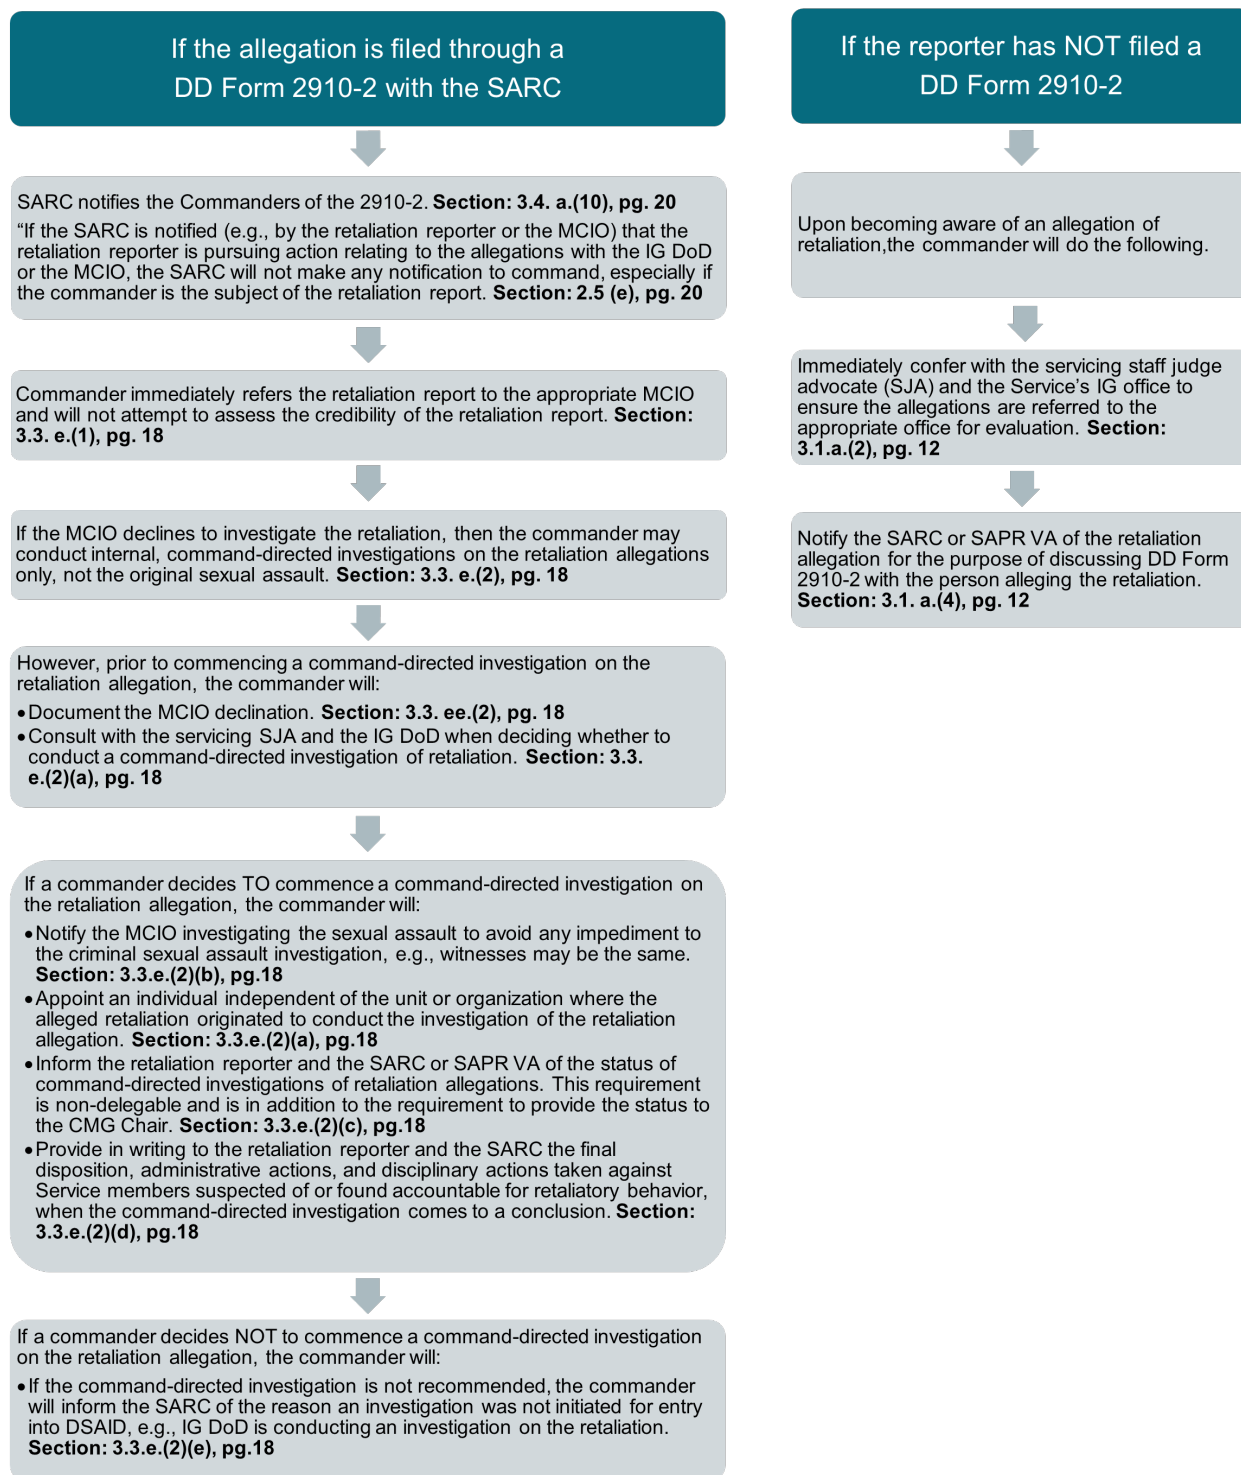 If the allegation is filed through a
DD Form 2910-2 with the SARC
SARC notifies the Commanders of the 2910-2. Section: 3.4. a.(10), pg. 20
“If the SARC is notified (e.g., by the retaliation reporter or the MCIO) that the
retaliation reporter is pursuing action relating to the allegations with the IG DoD
or the MCIO, the SARC will not make any notification to command, especially if
the commander is the subject of the retaliation report. Section: 2.5 (e), pg. 20
Commander immediately refers the retaliation report to the appropriate MCIO
and will not attempt to assess the credibility of the retaliation report. Section:
3.3. e.(1), pg. 18
If the MCIO declines to investigate the retaliation, then the commander may
conduct internal, command-directed investigations on the retaliation allegations
only, not the original sexual assault. Section: 3.3. e.(2), pg. 18
However, prior to commencing a command-directed investigation on the
retaliation allegation, the commander will:
•Document the MCIO declination. Section: 3.3. ee.(2), pg. 18
•Consult with the servicing SJA and the IG DoD when deciding whether to
conduct a command-directed investigation of retaliation. Section: 3.3.
e.(2)(a), pg. 18
If a commander decides TO commence a command-directed investigation on
the retaliation allegation, the commander will:
•Notify the MCIO investigating the sexual assault to avoid any impediment to
the criminal sexual assault investigation, e.g., witnesses may be the same.
Section: 3.3.e.(2)(b), pg.18
•Appoint an individual independent of the unit or organization where the
alleged retaliation originated to conduct the investigation of the retaliation
allegation. Section: 3.3.e.(2)(a), pg.18
•Inform the retaliation reporter and the SARC or SAPR VA of the status of
command-directed investigations of retaliation allegations. This requirement
is non-delegable and is in addition to the requirement to provide the status to
the CMG Chair. Section: 3.3.e.(2)(c), pg.18
•Provide in writing to the retaliation reporter and the SARC the final
disposition, administrative actions, and disciplinary actions taken against
Service members suspected of or found accountable for retaliatory behavior,
when the command-directed investigation comes to a conclusion. Section:
3.3.e.(2)(d), pg.18
If a commander decides NOT to commence a command-directed investigation
on the retaliation allegation, the commander will:
•If the command-directed investigation is not recommended, the commander
will inform the SARC of the reason an investigation was not initiated for entry
into DSAID, e.g., IG DoD is conducting an investigation on the retaliation.
Section: 3.3.e.(2)(e), pg.18
If the reporter has NOT filed a
DD Form 2910-2
Upon becoming aware of an allegation of
retaliation,the commander will do the following.
Immediately confer with the servicing staff judge
advocate (SJA) and the Service’s IG office to
ensure the allegations are referred to the
appropriate office for evaluation. Section:
3.1.a.(2), pg. 12
Notify the SARC or SAPR VA of the retaliation
allegation for the purpose of discussing DD Form
2910-2 with the person alleging the retaliation.
Section: 3.1. a.(4), pg. 12